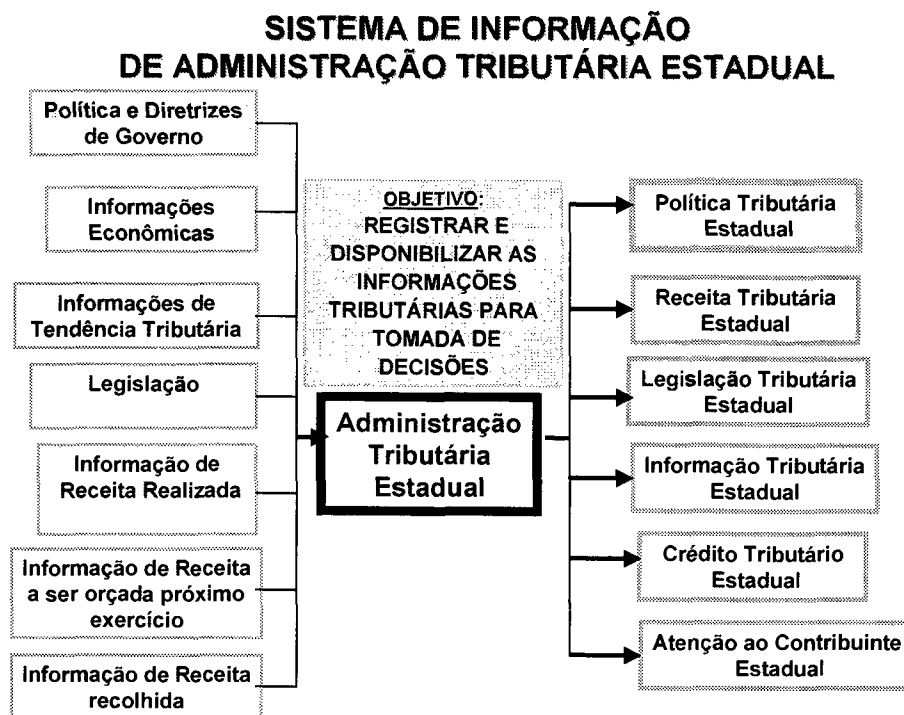 SISTEMA DE INFORMAÇÃO
DE ADMINISTRAÇÃO TRIBUTÁRIA ESTADUAL
Política e Diretrizes
de Governo
Informações
Econômicas
Informações de
Tendência Tributária
Legislação
Informação de
Receita Realizada
Informação de Receita
a ser orçada próximo
exercício
Informação de Receita
recolhida
OBJETIVO:
REGISTRAR E
DISPONIBILIZAR AS
INFORMAÇÕES
TRIBUTÁRIAS PARA
TOMADA DE
DECISÕES
Administração
Tributária
Estadual
Política Tributária
Estadual
Receita Tributária
Estadual
Legislação Tributária
Estadual
Informação Tributária
Estadual
Crédito Tributário
Estadual
Atenção ao Contribuinte
Estadual